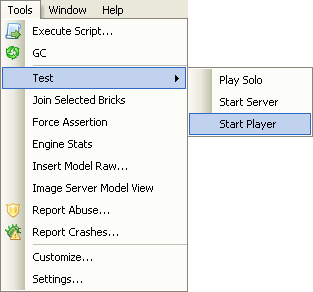 Tools Window Help
Execute Script...
GC
Test
Play Solo
Join Selected Bricks
Start Server
Force Assertion
Start Player
Engine Stats
Insert Model Raw...
Image Server Model View
Report Abuse...
Report Crashes...
Customize...
Settings...